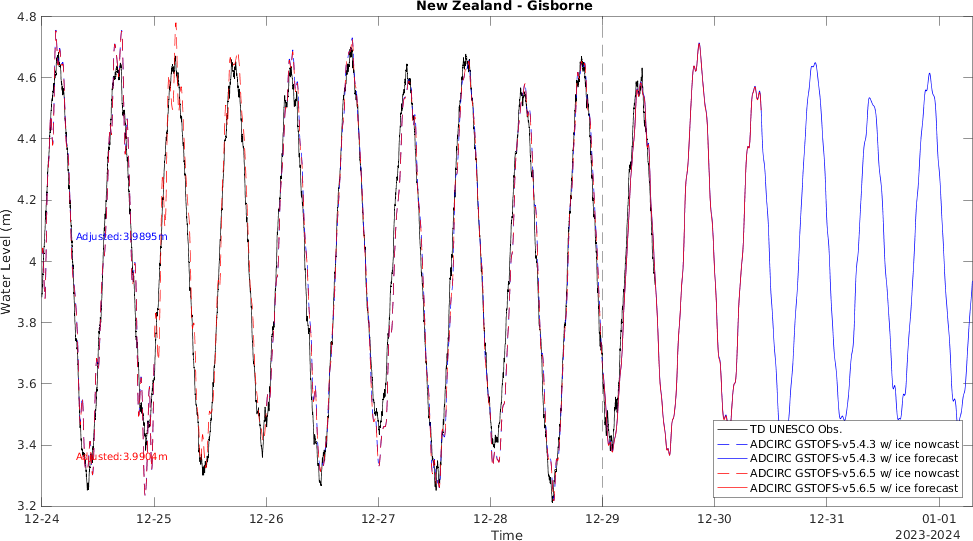 New Zealand - Gisborne
4.8
4.6
4.4
4.2
4
3.8
3.6
3.4
3.2
Water Level (m)
Adjusted:3.9895m
Adjusted:3.9904m
TD UNESCO Obs.
ADCIRC GSTOFS-v5.4.3 w/ ice nowcast
ADCIRC GSTOFS-v5.4.3 w/ ice forecast
ADCIRC GSTOFS-v5.6.5 w/ ice nowcast
ADCIRC GSTOFS-v5.6.5 w/ ice forecast
12-24 12-25 12-26 12-27 12-28 12-29 12-30 12-31 01-01
Time
2023-2024